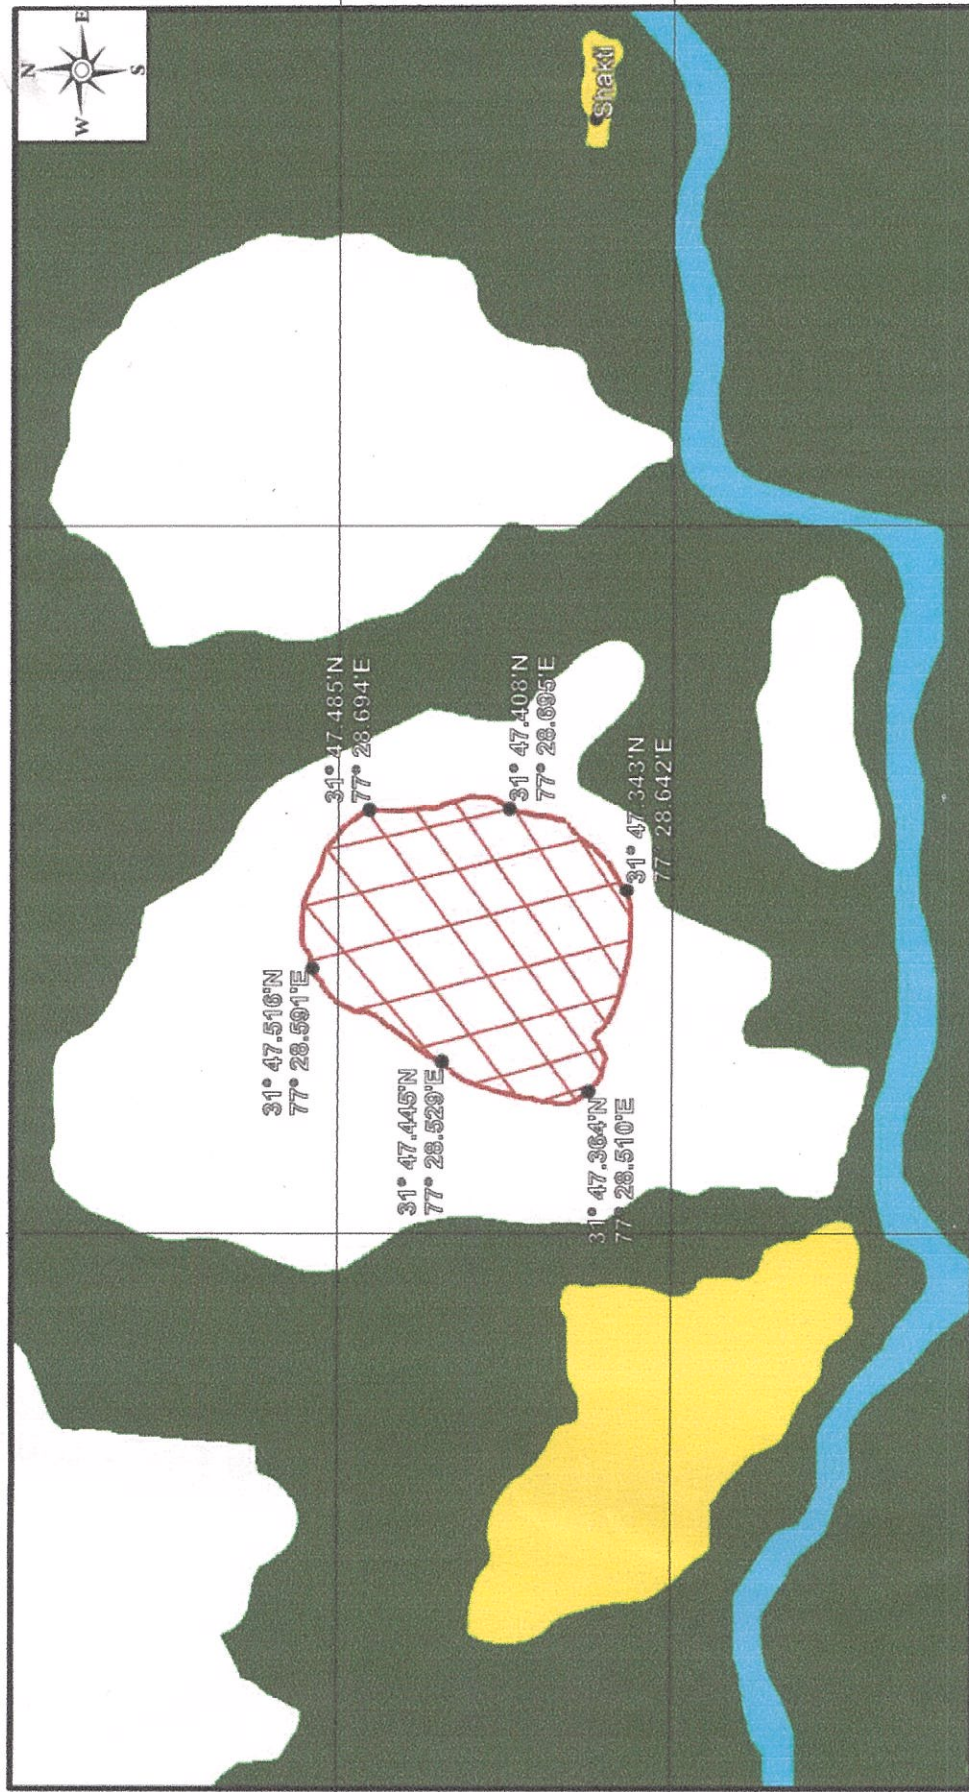 N
W E
S
31° 47.516'N
77° 28.591'E
31° 47.485'N
77° 28.694'E
31° 47.445'N
77° 28.529'E
31° 47.408'N
77° 28.695'E
31° 47.364'N
77° 28.510'E
Shakti
31° 47.343'N
77° 28.642'E